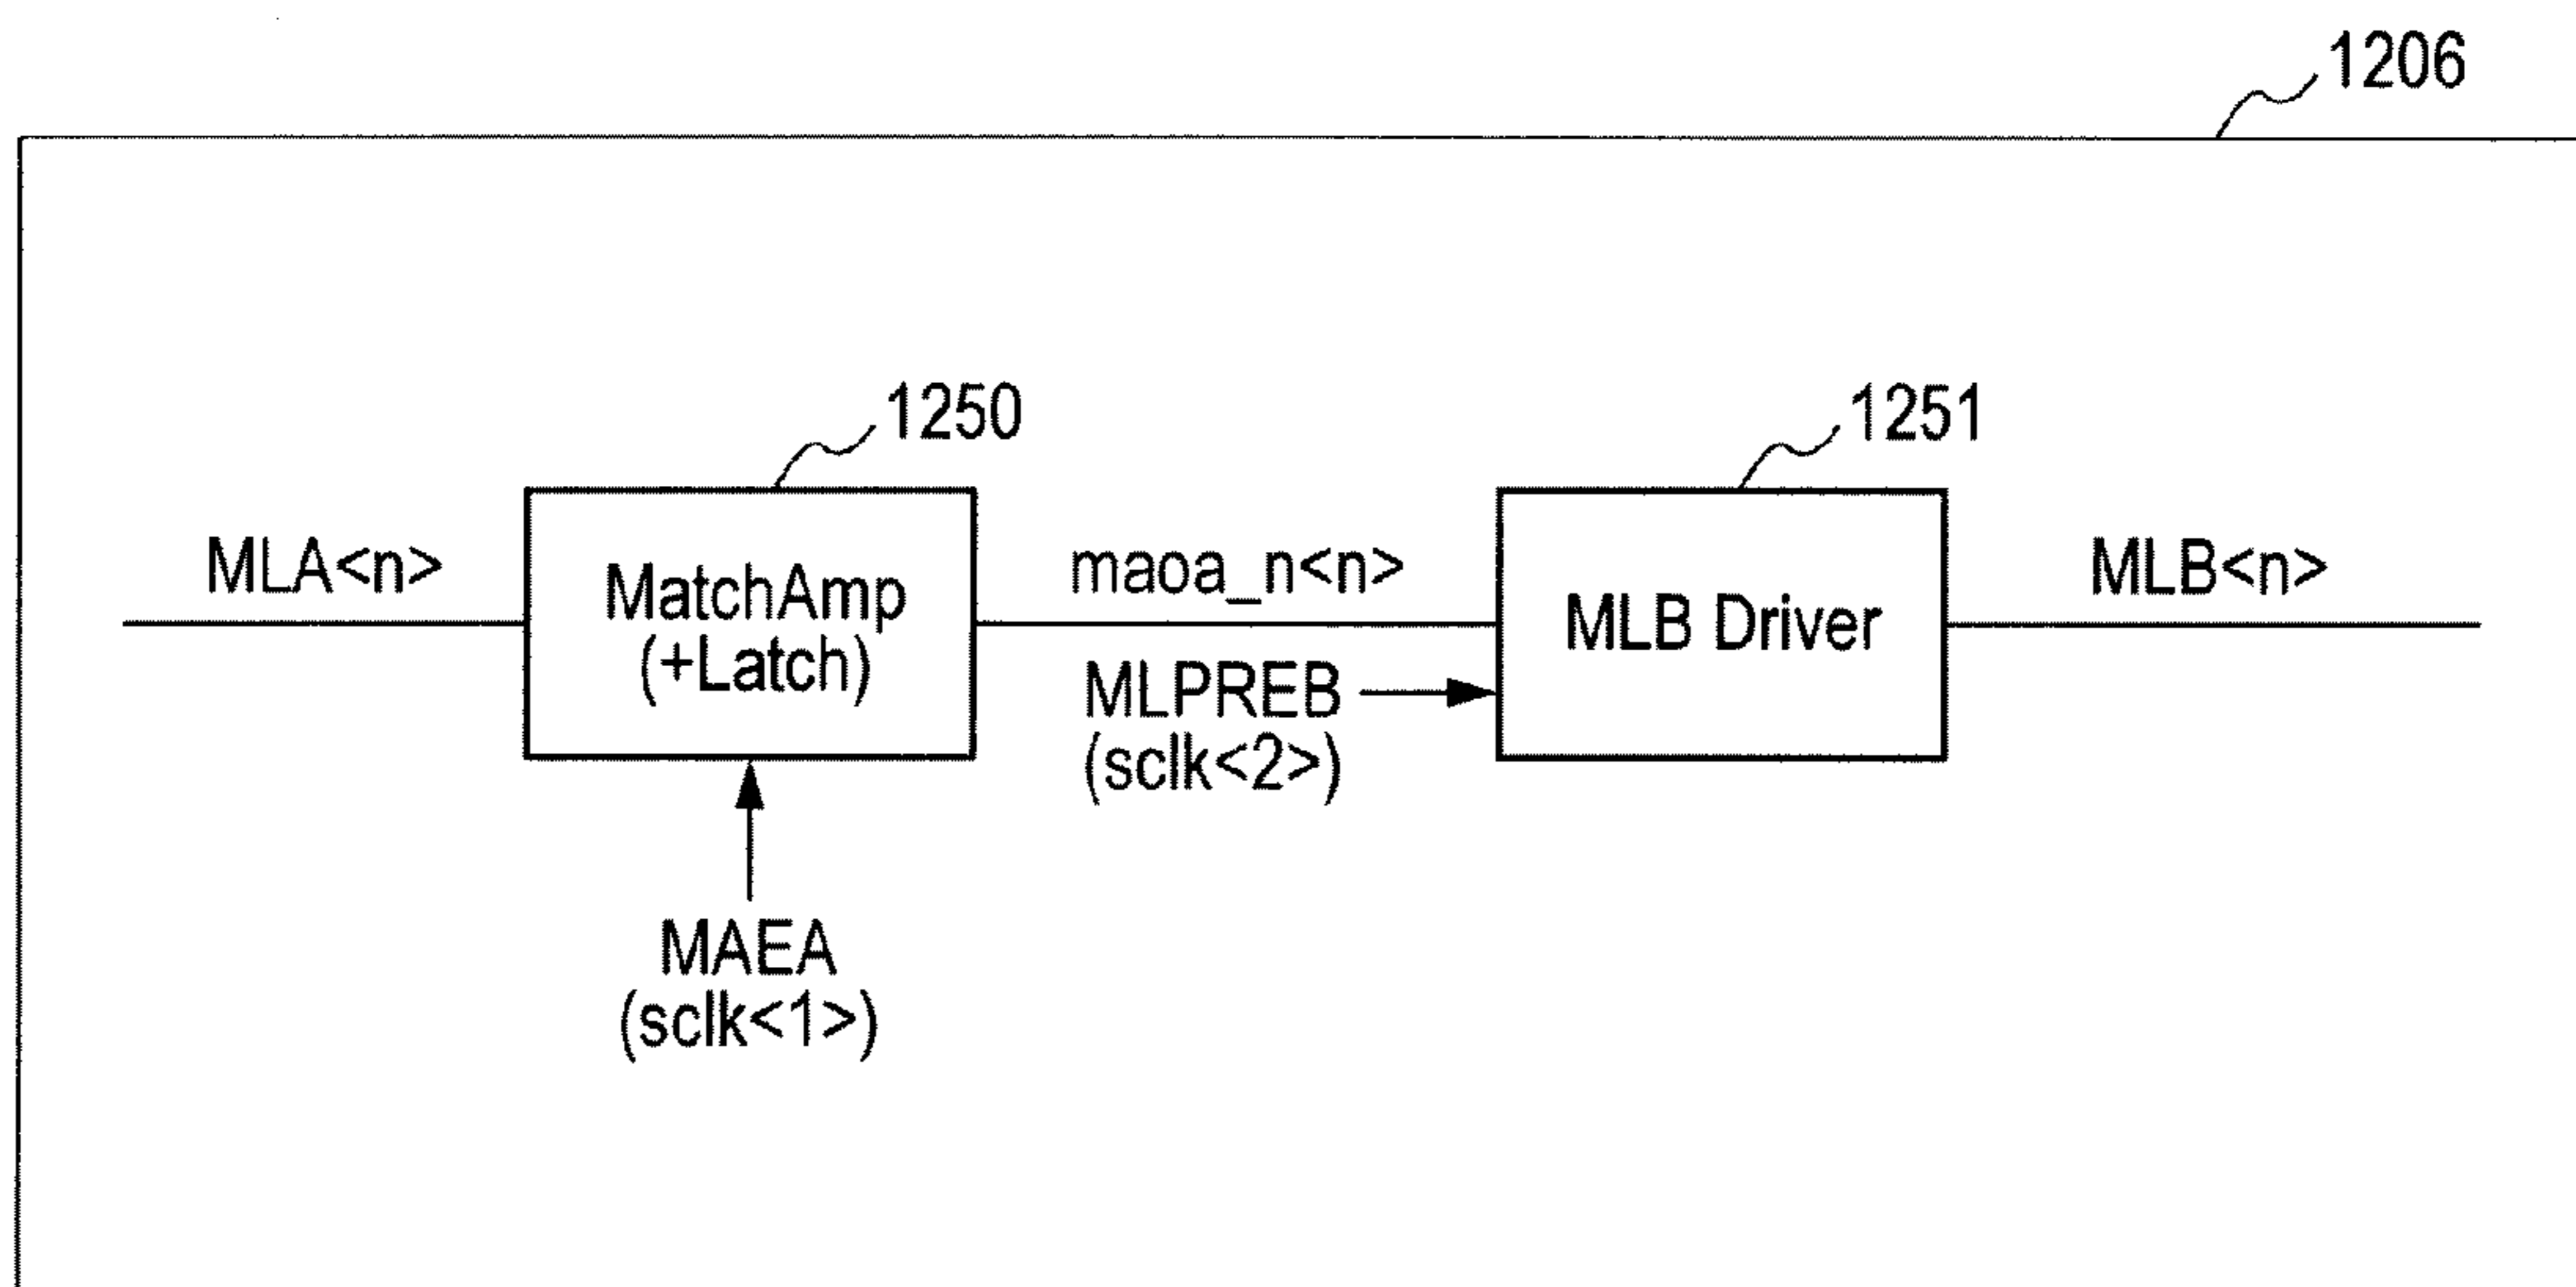 1206
1250
1251
MLA<n>
MatchAmp
(+Latch)
maoa_n<n>
MLPREB
(sclk<2>)
MLB Driver
MLB<n>
MAEA
(sclk<1>)